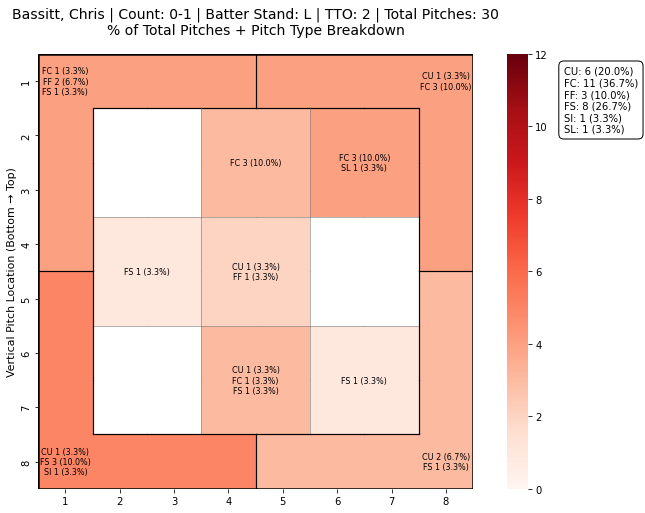 Bassitt, Chris | Count: 0-1 | Batter Stand: L | TTO: 2 | Total Pitches: 30
% of Total Pitches + Pitch Type Breakdown
FC 1 (3.3%)
FF 2 (6.7%)
FS 1 (3.3%)
CU 1 (3.3%)
FC 3 (10.0%)
FC 3 (10.0%)
FC 3 (10.0%)
SL 1 (3.3%)
FS 1 (3.3%)
CU 1 (3.3%)
FF 1 (3.3%)
CU 1 (3.3%)
FC 1 (3.3%)
FS 1 (3.3%)
FS 1 (3.3%)
CU 1 (3.3%)
FS 3 (10.0%)
SI 1 (3.3%)
CU 2 (6.7%)
FS 1 (3.3%)
Vertical Pitch Location (Bottom → Top)
1
2
3
4
5
6
7
8
1 2 3 4 5 6 7 8
12
10
8
6
4
2
0
CU: 6 (20.0%)
FC: 11 (36.7%)
FF: 3 (10.0%)
FS: 8 (26.7%)
SI: 1 (3.3%)
SL: 1 (3.3%)